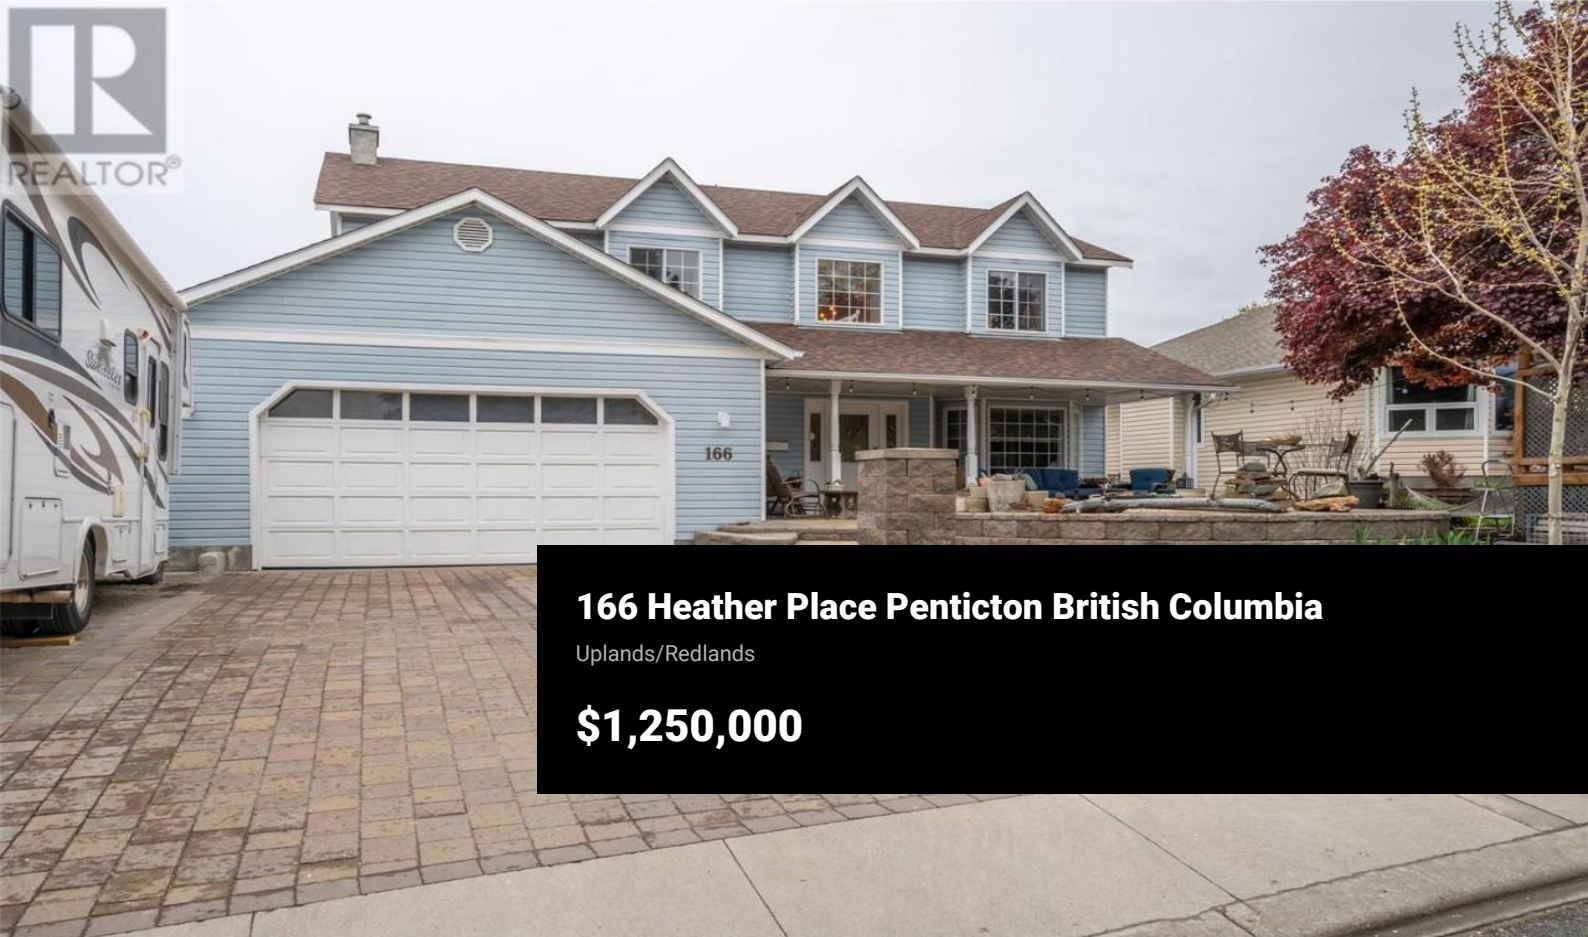 REALTOR®
166
166 Heather Place Penticton British Columbia
Uplands/Redlands
$1,250,000